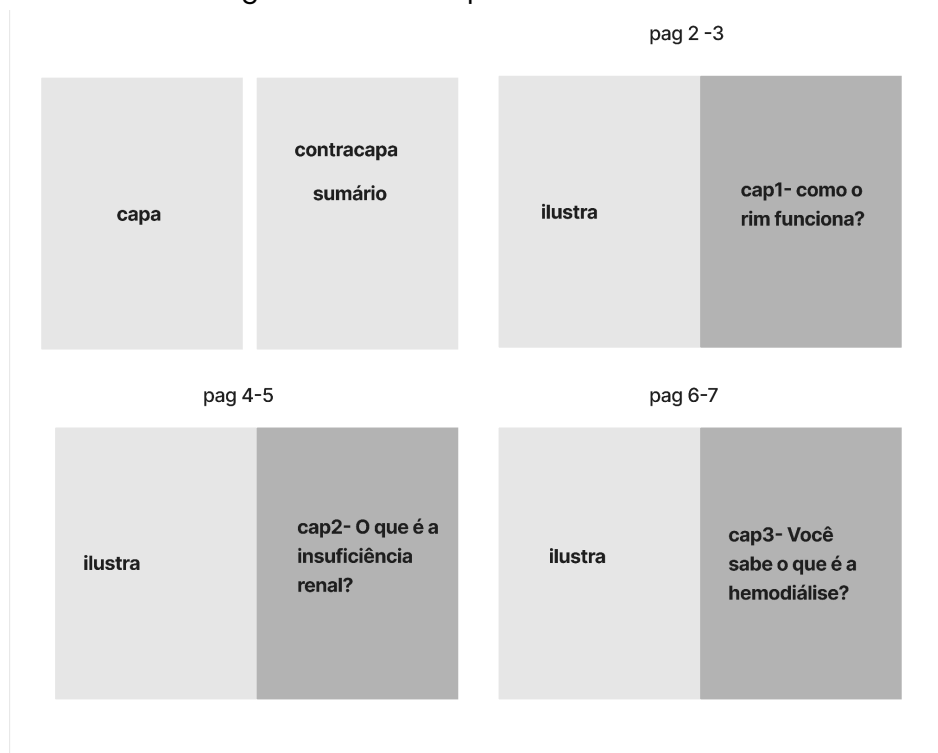 pag 2 -3
capa
contracapa
sumário
ilustra
cap1- como o
rim funciona?
pag 4-5
pag 6-7
ilustra
cap2- O que é a
insuficiência
renal?
ilustra
cap3- Você
sabe o que é a
hemodiálise?